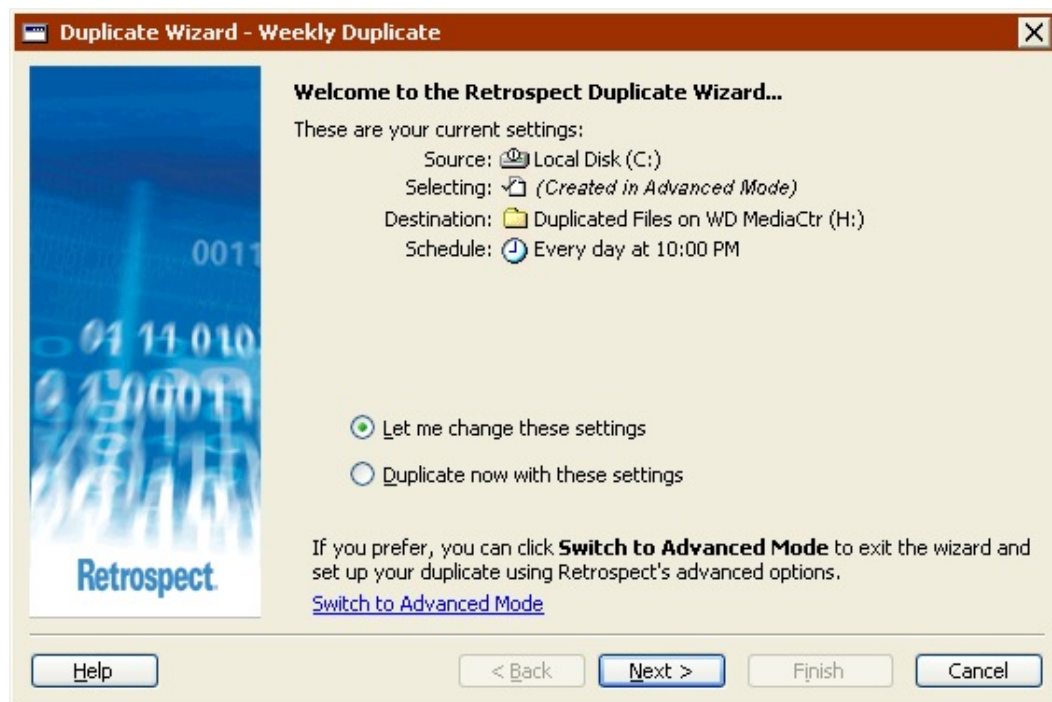 Duplicate Wizard - Weekly Duplicate
Welcome to the Retrospect Duplicate Wizard...
These are your current settings:
Source: Local Disk (C:)
Selecting: (Created in Advanced Mode)
Destination: Duplicated Files on WD MediaCtr (H:)
Schedule: Every day at 10:00 PM
0011
01 11 010
Let me change these settings
Duplicate now with these settings
If you prefer, you can click Switch to Advanced Mode to exit the wizard and
set up your duplicate using Retrospect's advanced options.
Switch to Advanced Mode
Retrospect.
Help
< Back
Next >
Finish
Cancel